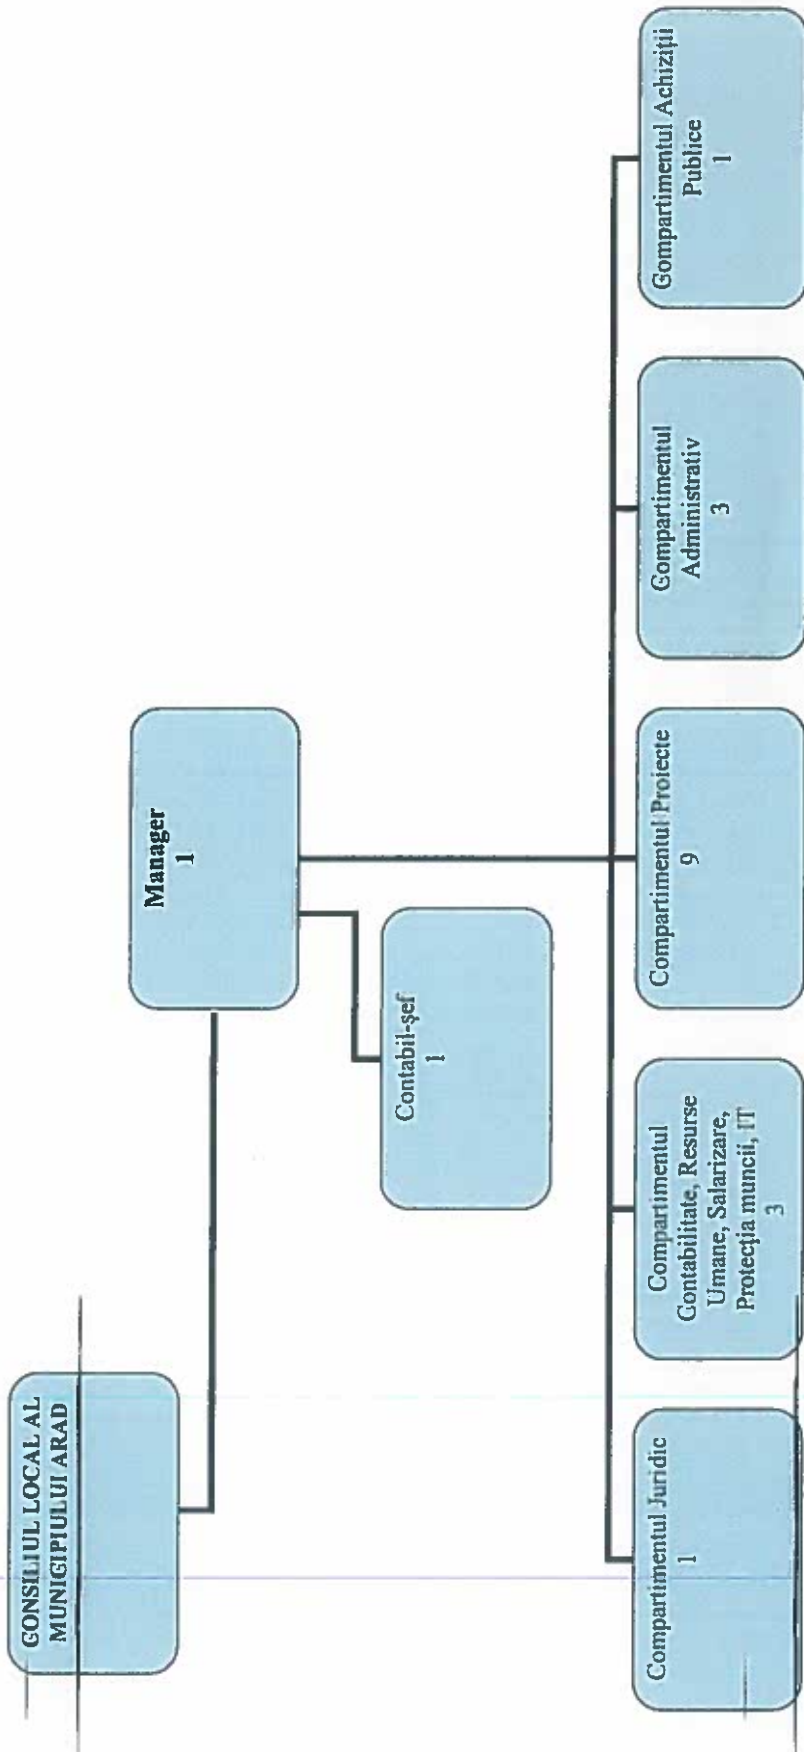 GONSILIUL LOCAL AL
MUNIGIPIULUI ARAD
Manager
1
Contabil-şef
1
Compartimentul Juridic
1
Compartimentul
Gontabilitate, Resurse
Umane, Salarizare,
Protecţia muncii, IT
3
Compartimentul Proiecte
9
Gompartimentul
Administrativ
3
Gompartimentul Achiziţii
Publice
1